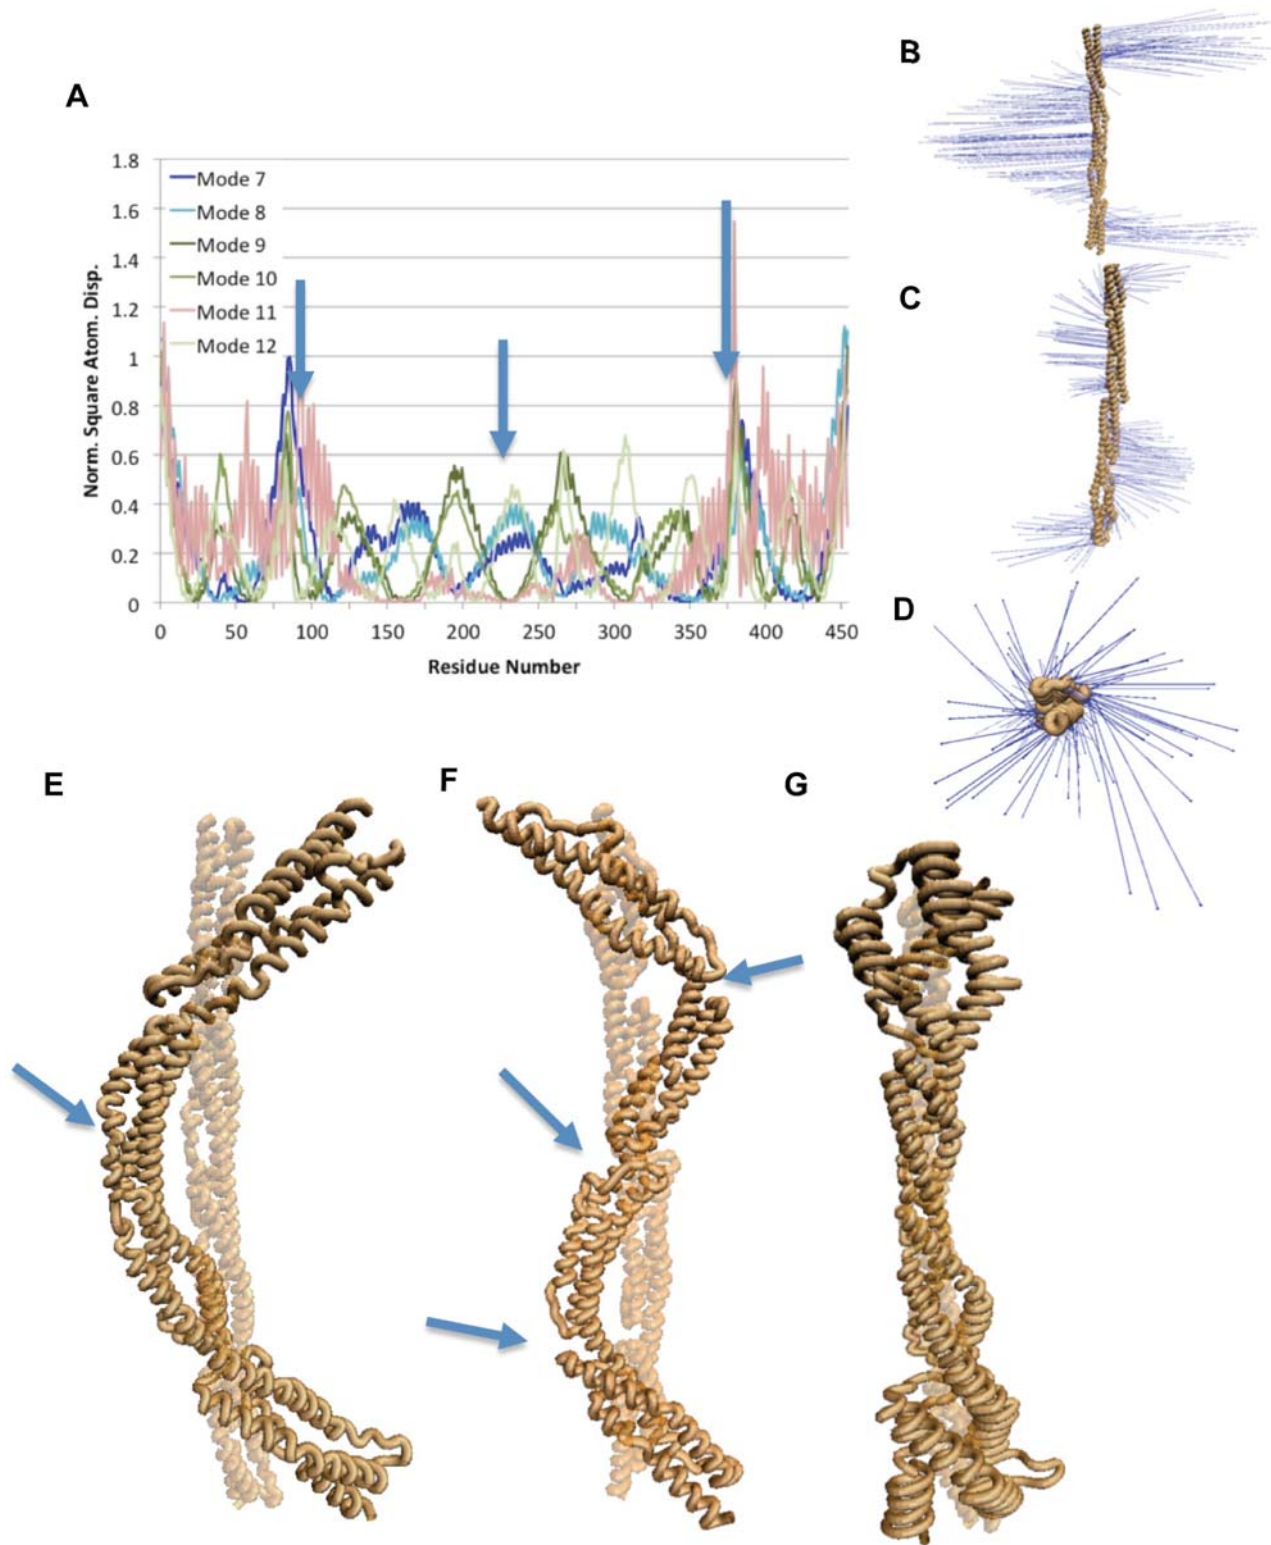 A
B
C
D
Norm. Square Atom. Disp.
1.8
1.6
1.4
1.2
1
0.8
0.6
0.4
0.2
0
Mode 7
Mode 8
Mode 9
Mode 10
Mode 11
Mode 12
0 50 100 150 200 250 300 350 400 450
Residue Number
E
F
G